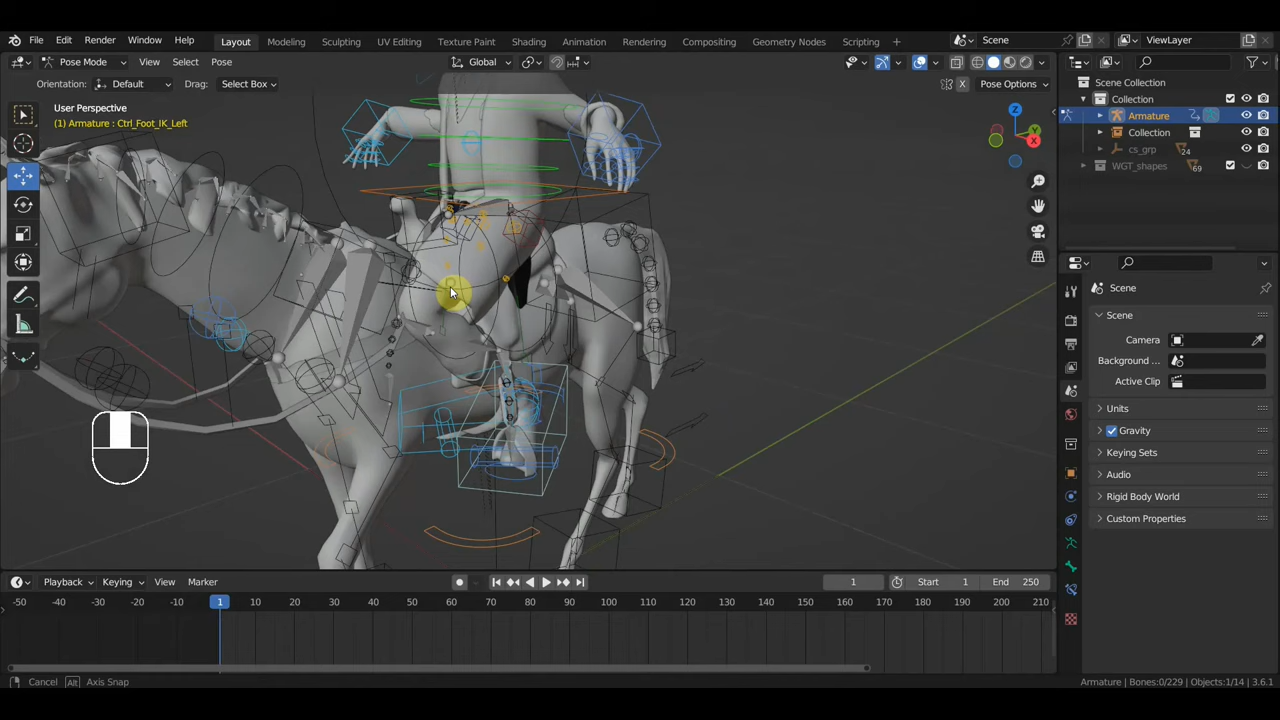 File Edit Render Window Help Layout Modeling Sculpting UV Editing Texture Paint Shading Animation Rendering Compositing Geometry Nodes Scripting + Scene ViewLayer
Pose Mode View Select Pose Global X Pose Options
Orientation: Default Drag: Select Box
User Perspective
(1) Armature : Ctrl_Foot_IK_Left
Z
Y
X
Scene Collection
Collection
Armature
Collection
cs_grp 24
WGT_shapes 69
Scene
Scene
Camera
Background ...
Active Clip
Units
Gravity
Keying Sets
Audio
Rigid Body World
Custom Properties
Playback Keying View Marker 1 Start 1 End 250
-50 -40 -30 -20 -10 1 10 20 30 40 50 60 70 80 90 100 110 120 130 140 150 160 170 180 190 200 210
Cancel Alt Axis Snap Armature | Bones:0/229 | Objects:1/14 | 3.6.1